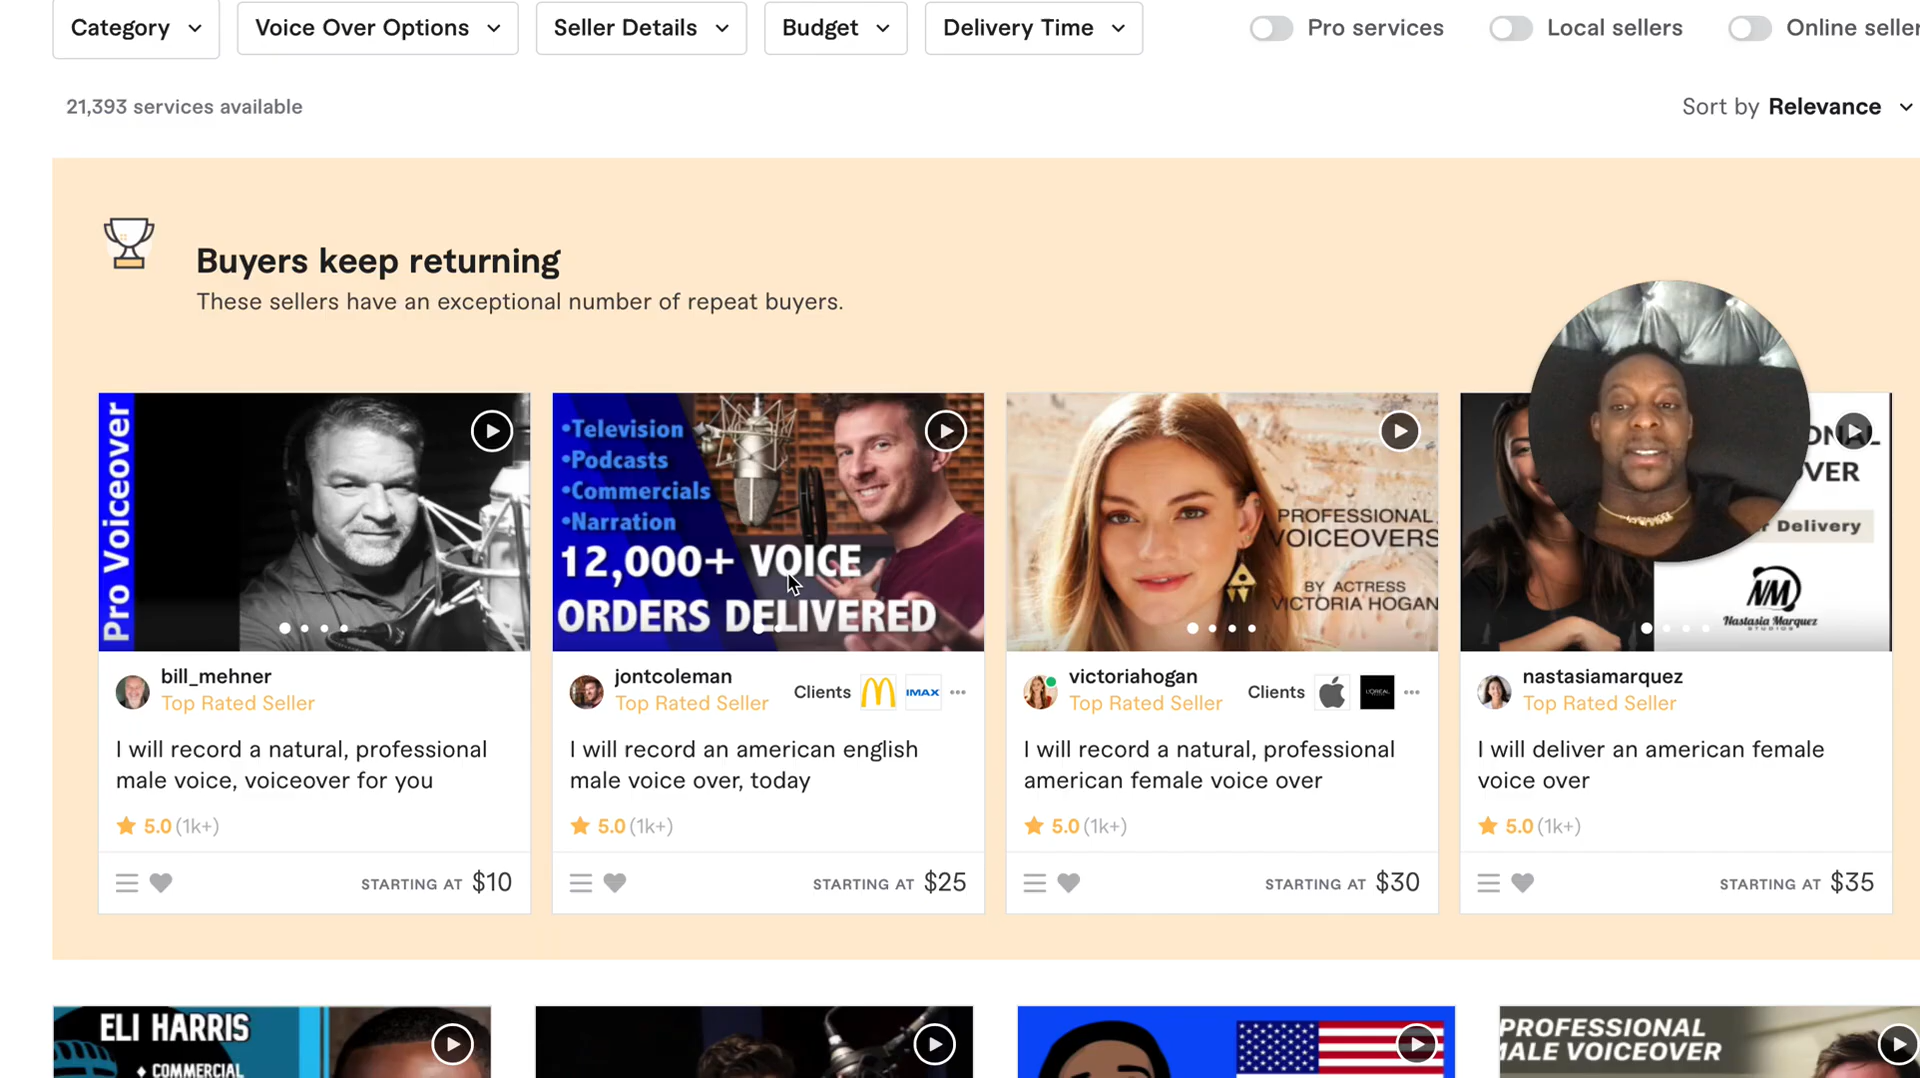 Category
Voice Over Options
Seller Details
Budget
Delivery Time
Pro services
Local sellers
Online seller
21,393 services available
Sort by Relevance
Buyers keep returning
These sellers have an exceptional number of repeat buyers.
Pro Voiceover
•Television
•Podcasts
•Commercials
•Narration
12,000+ VOICE
ORDERS DELIVERED
PROFESSIONAL
VOICEOVERS
BY ACTRESS
VICTORIA HOGAN
VER
Delivery
NM
Nastasia Marquez
STUDIOS
bill_mehner
Top Rated Seller
jontcoleman
Top Rated Seller
Clients
IMAX
victoriahogan
Top Rated Seller
Clients
L'OREAL
nastasiamarquez
Top Rated Seller
I will record a natural, professional
male voice, voiceover for you
I will record an american english
male voice over, today
I will record a natural, professional
american female voice over
I will deliver an american female
voice over
5.0 (1k+)
5.0 (1k+)
5.0 (1k+)
5.0 (1k+)
STARTING AT $10
STARTING AT $25
STARTING AT $30
STARTING AT $35
ELI HARRIS
♦ COMMERCIAL
PROFESSIONAL
MALE VOICEOVER